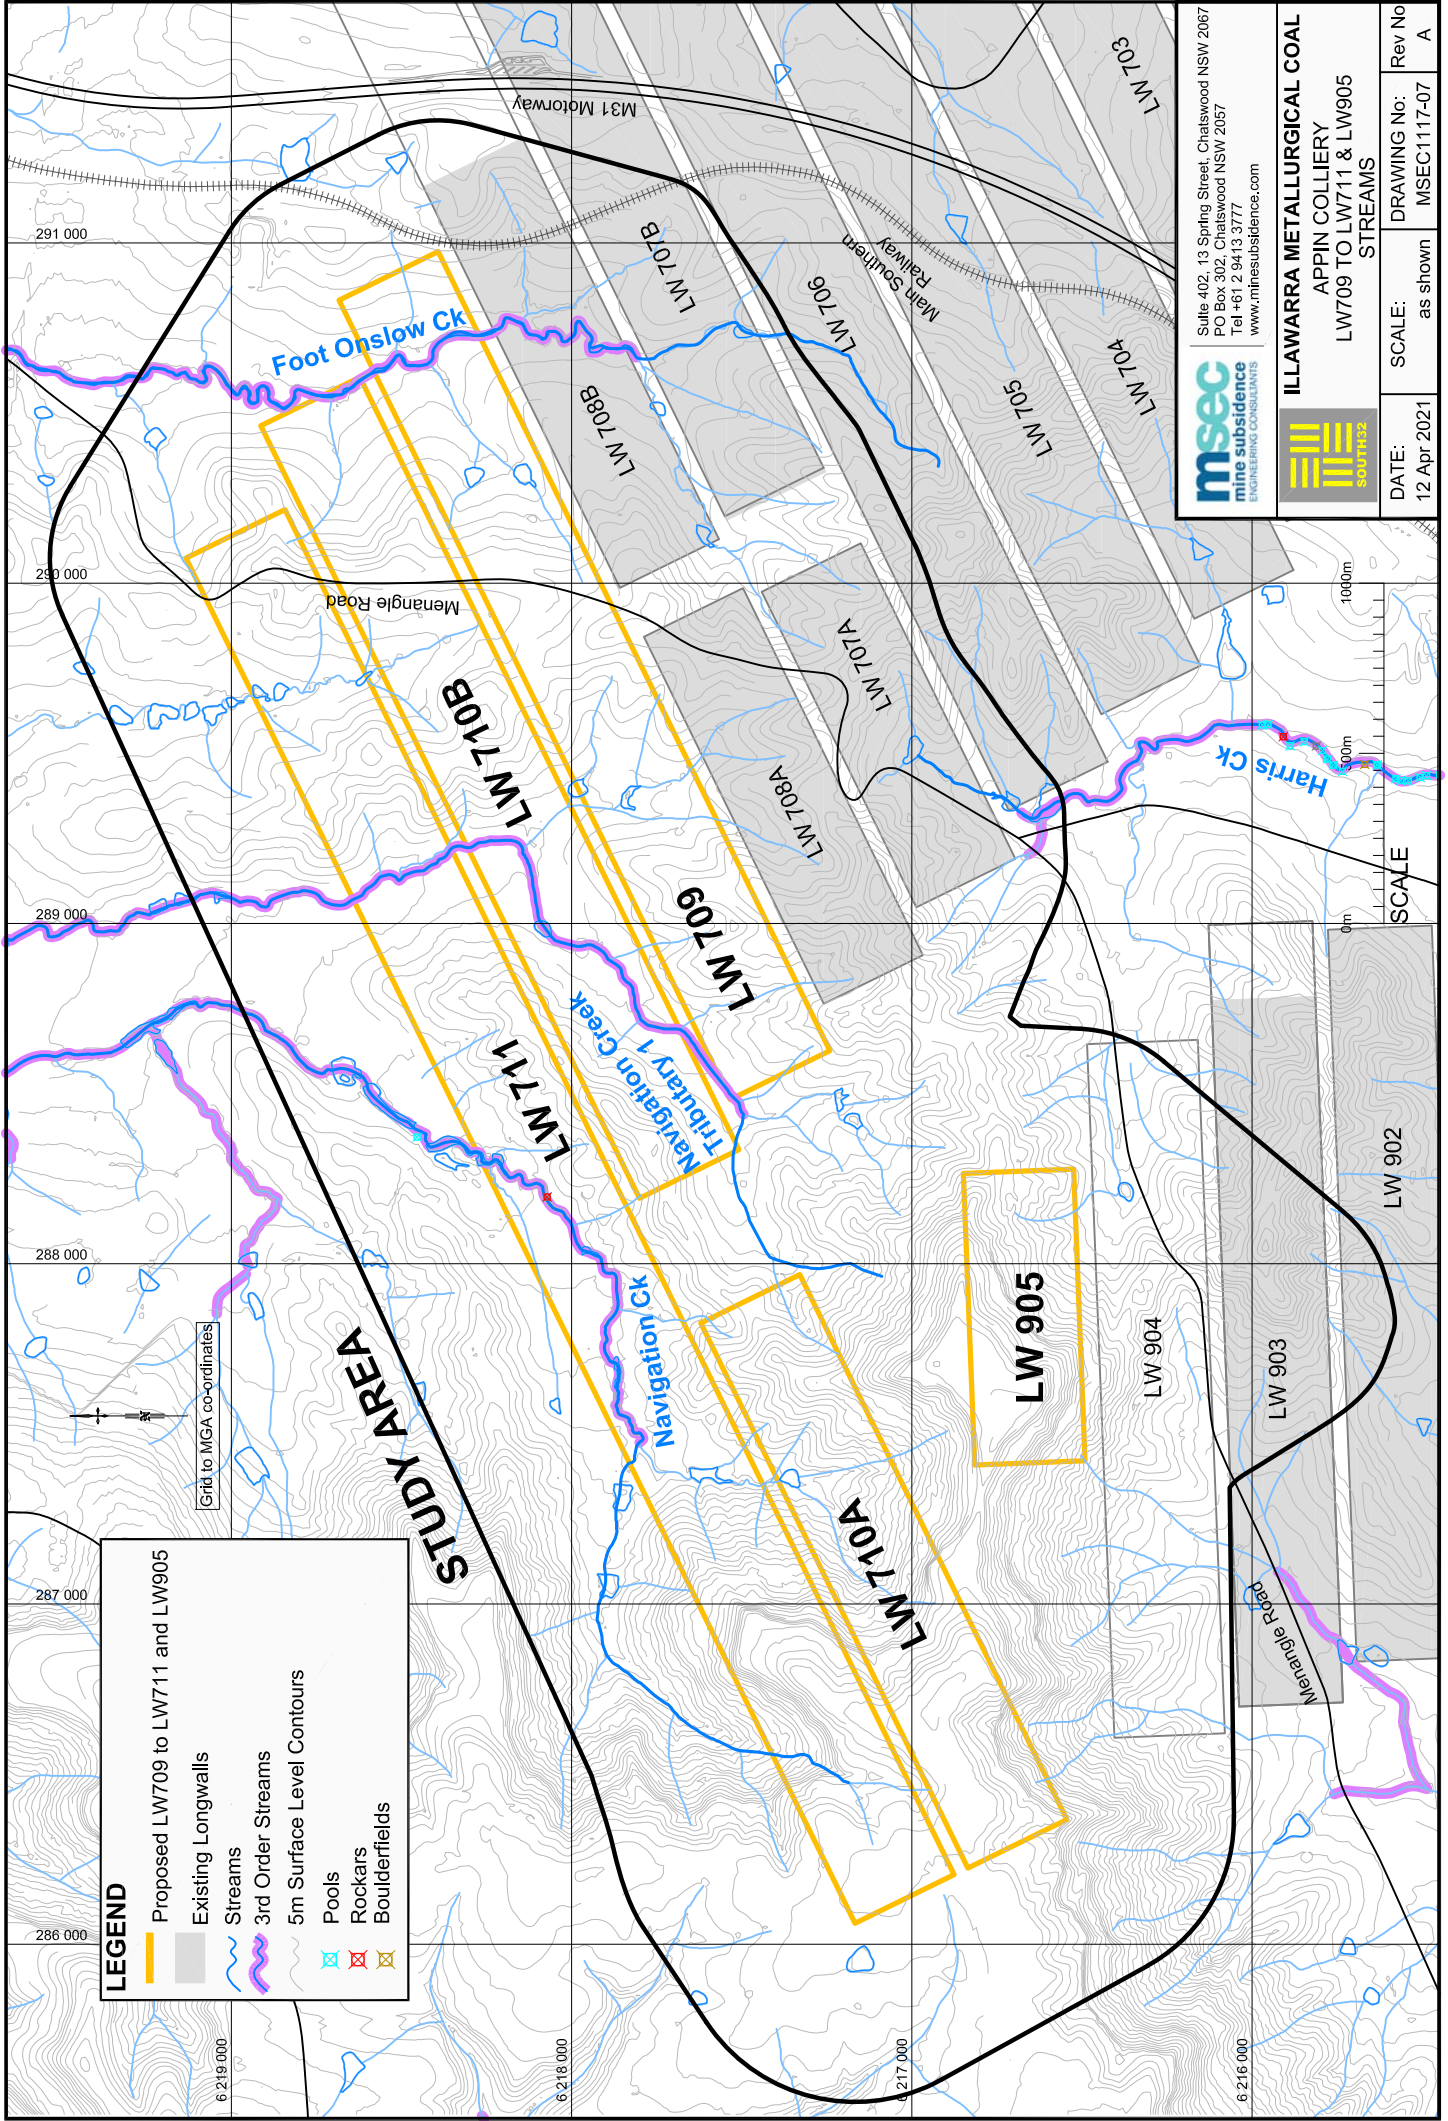 LEGEND
Proposed LW709 to LW711 and LW905
Existing Longwalls
Streams
3rd Order Streams
5m Surface Level Contours
Pools
Rockars
Boulderfields
Grid to MGA co-ordinates
N
STUDY AREA
286 000
287 000
288 000
289 000
290 000
291 000
6 219 000
6 218 000
6 217 000
6 216 000
Foot Onslow Ck
M31 Motorway
Menangle Road
LW 710B
LW 711
LW 709
Navigation Creek
Tributary 1
Navigation Ck
LW 710A
LW 905
LW 904
LW 903
LW 902
Menangle Road
LW 708A
LW 707A
LW 708B
LW 707B
LW 706
LW 705
LW 704
LW 703
Main Southern
Railway
Harris Ck
SCALE
0m
500m
1000m
msec
mine subsidence
ENGINEERING CONSULTANTS
Suite 402, 13 Spring Street, Chatswood NSW 2067
PO Box 302, Chatswood NSW 2057
Tel +61 2 9413 3777
www.minesubsidence.com
SOUTH32
ILLAWARRA METALLURGICAL COAL
APPIN COLLIERY
LW709 TO LW711 & LW905
STREAMS
DATE:
12 Apr 2021
SCALE:
as shown
DRAWING No:
MSEC1117-07
Rev No
A